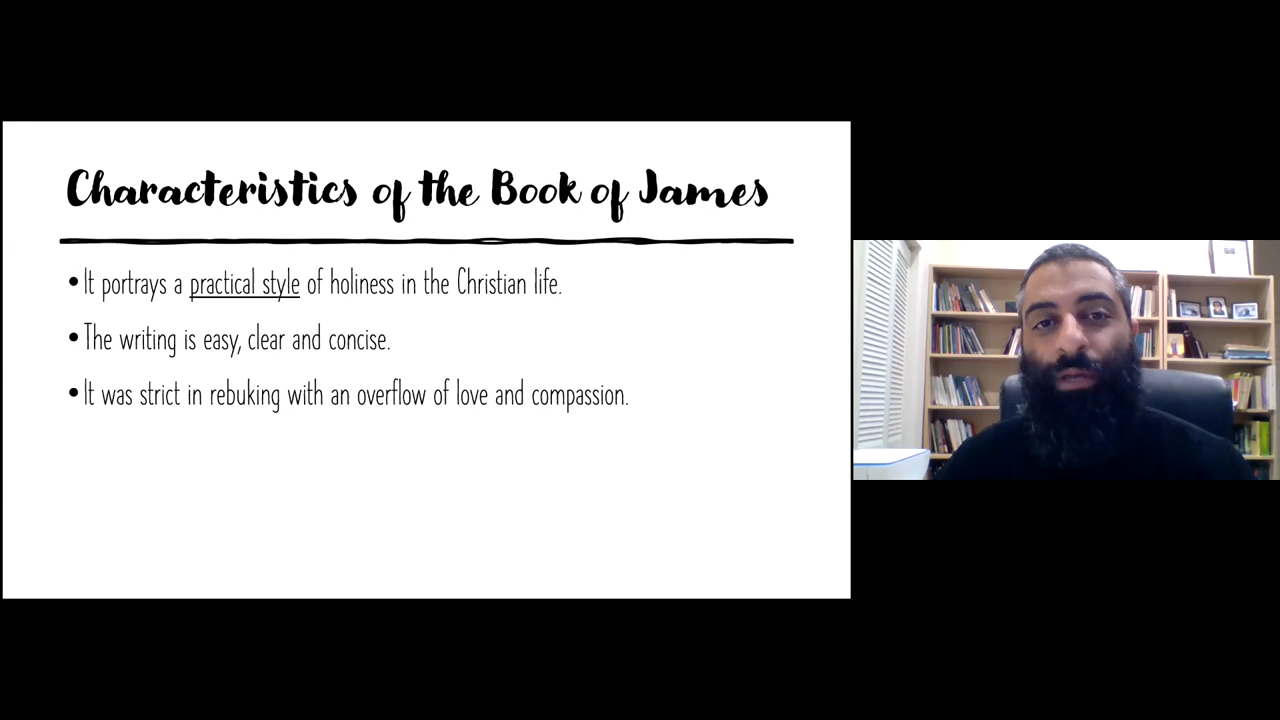 Characteristics of the Book of James
•It portrays a practical style of holiness in the Christian life.
•The writing is easy, clear and concise.
•It was strict in rebuking with an overflow of love and compassion.